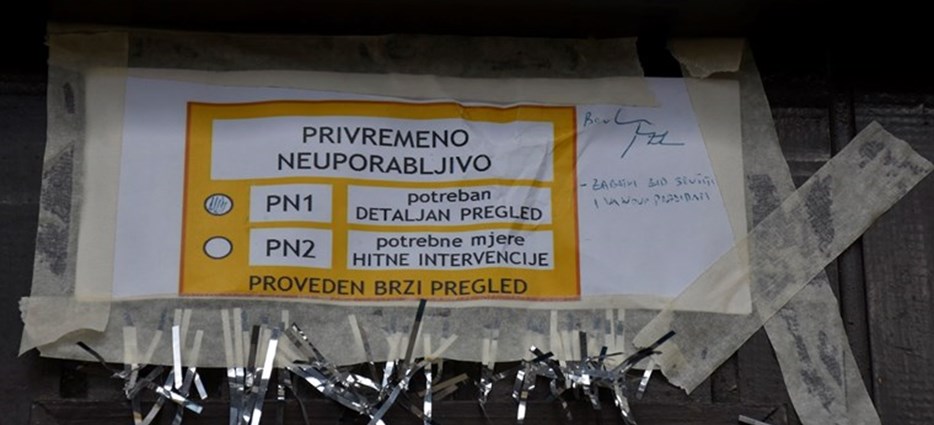 PRIVREMENO
NEUPORABLJIVO
PN1
potreban
DETALJAN PREGLED
PN2
potrebne mjere
HITNE INTERVENCIJE
PROVEDEN BRZI PREGLED